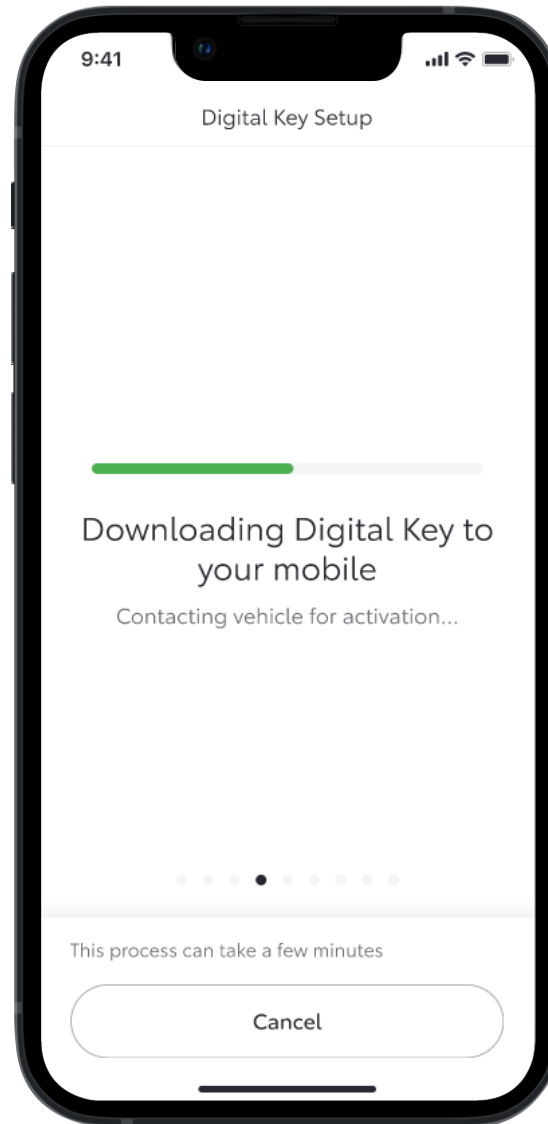 9:41
Digital Key Setup
Downloading Digital Key to
your mobile
Contacting vehicle for activation...
This process can take a few minutes
Cancel